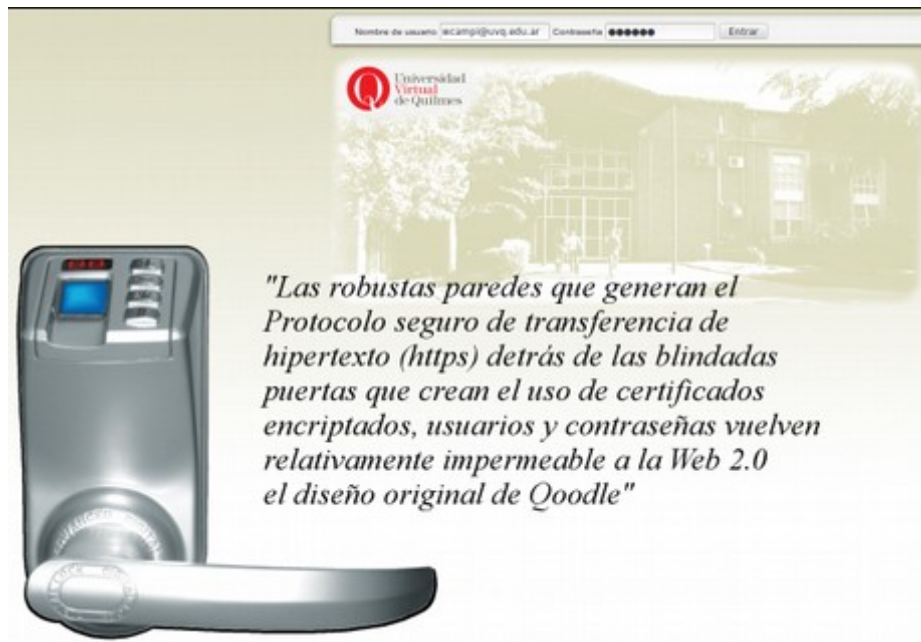 Nombre de usuario wcampi@uvq.edu.ar Contraseña Entrar
Universidad
Virtual
de Quilmes
"Las robustas paredes que generan el
Protocolo seguro de transferencia de
hipertexto (https) detrás de las blindadas
puertas que crean el uso de certificados
encriptados, usuarios y contraseñas vuelven
relativamente impermeable a la Web 2.0
el diseño original de Qoodle"